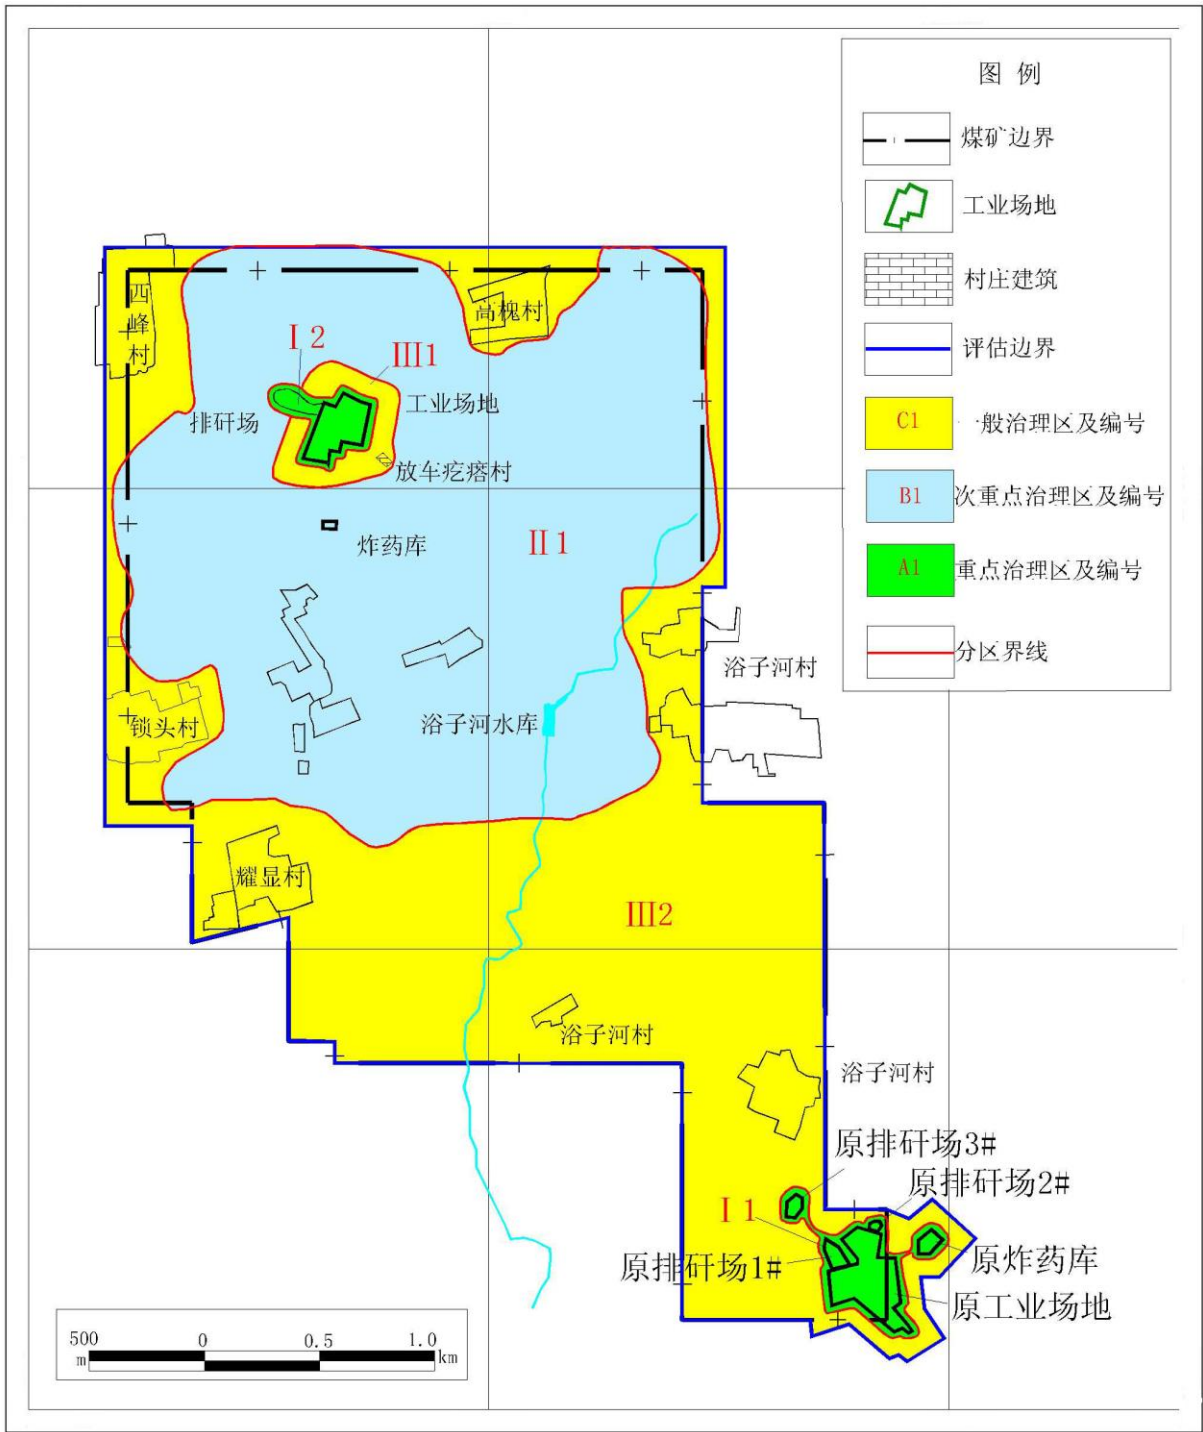 图 例
煤矿边界
工业场地
村庄建筑
评估边界
C1 一般治理区及编号
B1 次重点治理区及编号
A1 重点治理区及编号
分区界线
西峰村
高槐村
I 2
III1
排矸场
工业场地
放车疙瘩村
炸药库
II 1
浴子河村
锁头村
浴子河水库
耀显村
III2
浴子河村
浴子河村
原排矸场3#
原排矸场2#
I 1
原排矸场1#
原炸药库
原工业场地
500 0 0.5 1.0
m km